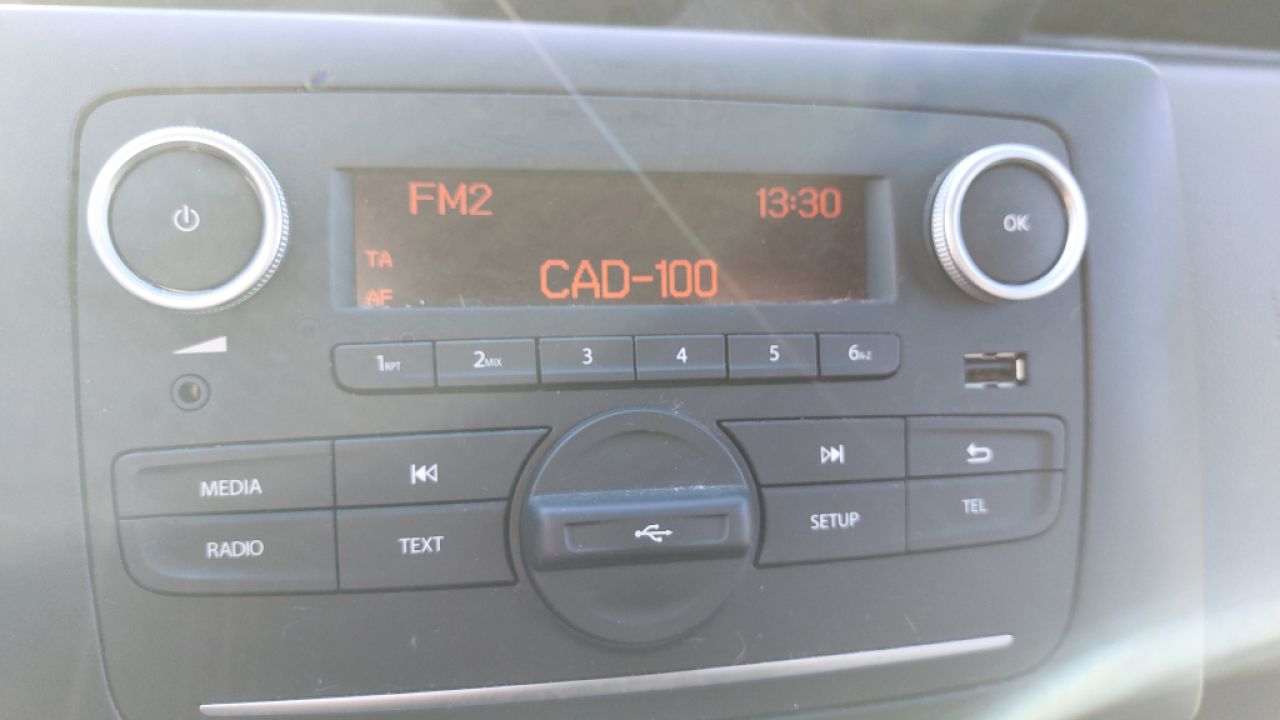 FM2 13:30
TA
CAD-100
AF
OK
1RPT 2MIX 3 4 5 6A-Z
MEDIA
RADIO TEXT SETUP TEL